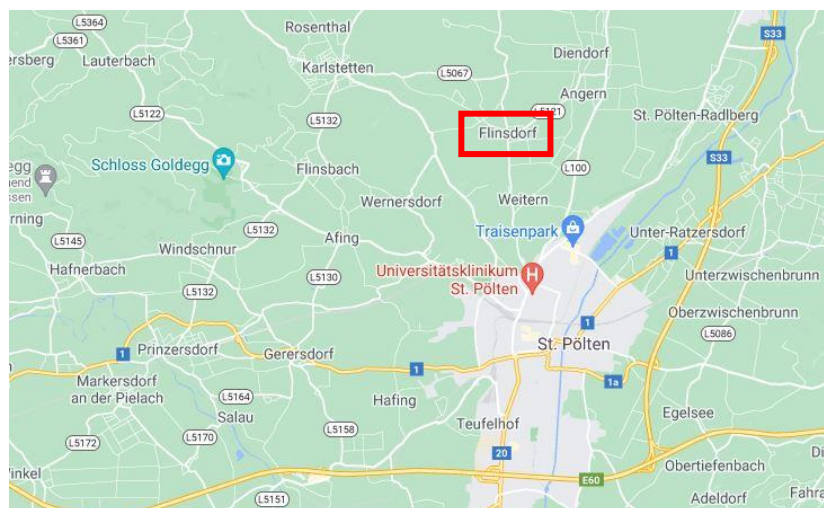 L5364
Rosenthal
S33
L5361
Lauterbach
Karlstetten
L5067
Diendorf
L5122
Angern
St. Pölten-Radlberg
L5132
Flinsdorf
Schloss Goldegg
Flinsbach
L100
S33
Wernersdorf
Weitern
L5132
Afing
Traisenpark
Unter-Ratzersdorf
L5145
Windschnur
1
Hafnerbach
L5130
Universitätsklinikum
St. Pölten
Unterzwischenbrunn
L5132
Oberzwischenbrunn
1
L5086
1
Prinzersdorf
Gerersdorf
St. Pölten
1
Markersdorf
an der Pielach
1a
L5164
Hafing
Salau
Egelsee
Teufelhof
L5172
L5170
L5158
20
Obertiefenbach
E60
L5151
Adeldorf